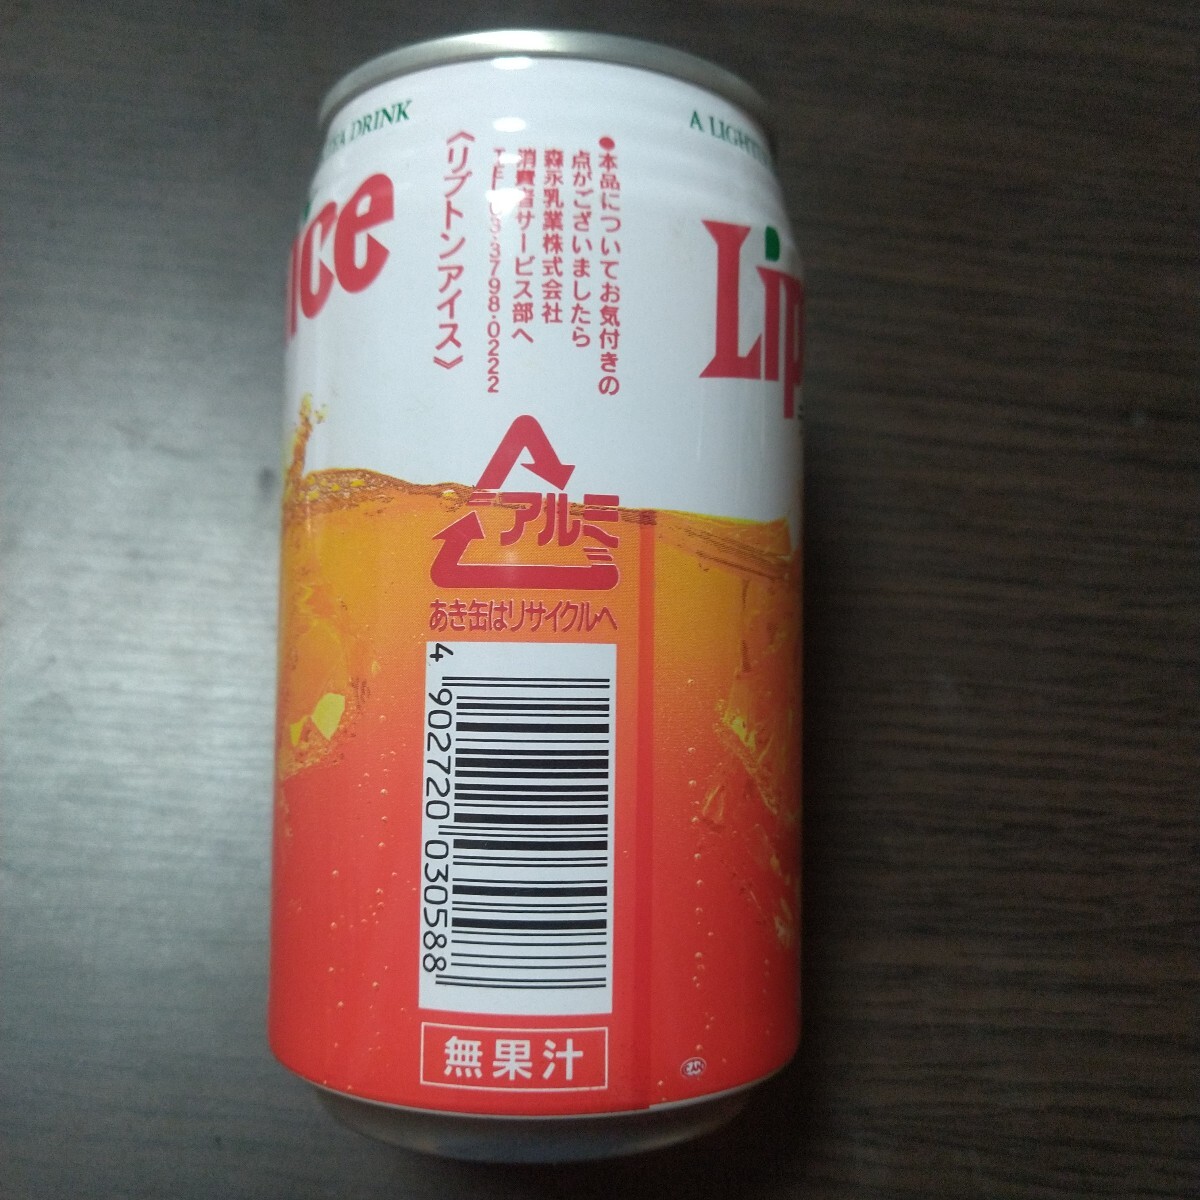 TEA DRINK
A LIGHT
ice
Lip
●本品についてお気付きの
点がございましたら
森永乳業株式会社
消費者サービス部へ
TEL 03·3798·0222
《リプトンアイス》
アルミ
あき缶はリサイクルへ
4 902720 030588
無果汁